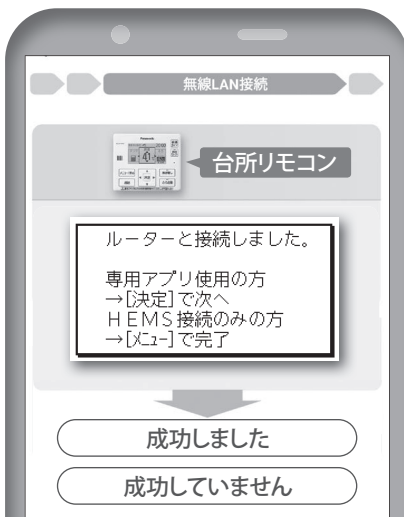 無線LAN接続
台所リモコン
ルーターと接続しました。
専用アプリ使用の方
→[決定]で次へ
HEMS接続のみの方
→[メニュー]で完了
成功しました
成功していません